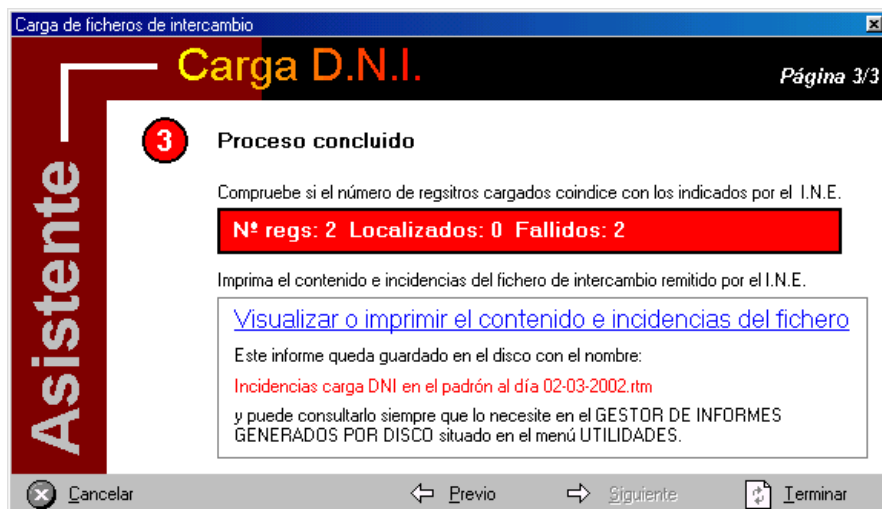 Carga de ficheros de intercambio
Carga D.N.I.
Página 3/3
Asistente
3
Proceso concluido
Compruebe si el número de regsitros cargados coindice con los indicados por el I.N.E.
Nº regs: 2 Localizados: 0 Fallidos: 2
Imprima el contenido e incidencias del fichero de intercambio remitido por el I.N.E.
Visualizar o imprimir el contenido e incidencias del fichero
Este informe queda guardado en el disco con el nombre:
Incidencias carga DNI en el padrón al día 02-03-2002.rtm
y puede consultarlo siempre que lo necesite en el GESTOR DE INFORMES
GENERADOS POR DISCO situado en el menú UTILIDADES.
Cancelar
Previo
Siguiente
Terminar